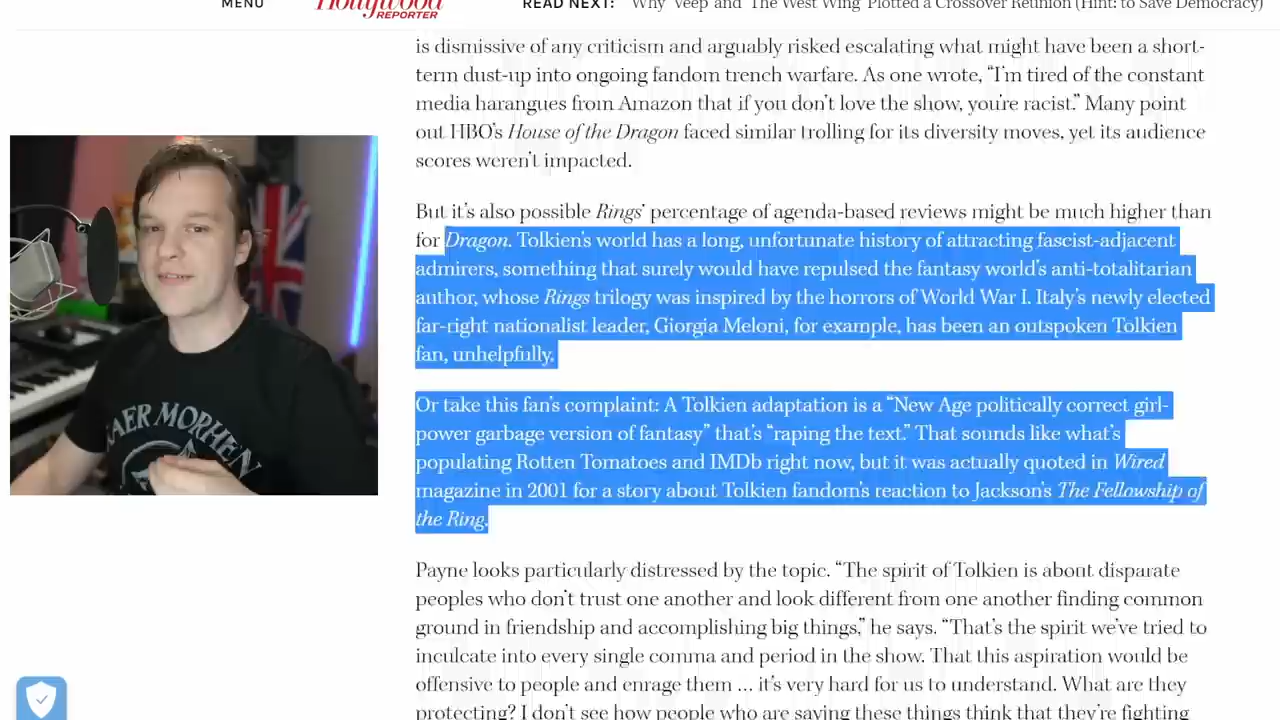 MENU
Hollywood
REPORTER
READ NEXT: Why 'Veep' and 'The West Wing' Plotted a Crossover Reunion (Hint: to Save Democracy)
is dismissive of any criticism and arguably risked escalating what might have been a short-
term dust-up into ongoing fandom trench warfare. As one wrote, “I’m tired of the constant
media harangues from Amazon that if you don’t love the show, you’re racist.” Many point
out HBO’s House of the Dragon faced similar trolling for its diversity moves, yet its audience
scores weren’t impacted.
But it’s also possible Rings’ percentage of agenda-based reviews might be much higher than
for Dragon. Tolkien’s world has a long, unfortunate history of attracting fascist-adjacent
admirers, something that surely would have repulsed the fantasy world’s anti-totalitarian
author, whose Rings trilogy was inspired by the horrors of World War I. Italy’s newly elected
far-right nationalist leader, Giorgia Meloni, for example, has been an outspoken Tolkien
fan, unhelpfully.
Or take this fan’s complaint: A Tolkien adaptation is a “New Age politically correct girl-
power garbage version of fantasy” that’s “raping the text.” That sounds like what’s
populating Rotten Tomatoes and IMDb right now, but it was actually quoted in Wired
magazine in 2001 for a story about Tolkien fandom’s reaction to Jackson’s The Fellowship of
the Ring.
Payne looks particularly distressed by the topic. “The spirit of Tolkien is about disparate
peoples who don’t trust one another and look different from one another finding common
ground in friendship and accomplishing big things,” he says. “That’s the spirit we’ve tried to
inculcate into every single comma and period in the show. That this aspiration would be
offensive to people and enrage them … it’s very hard for us to understand. What are they
protecting? I don’t see how people who are saying these things think that they’re fighting
KAER MORHEN